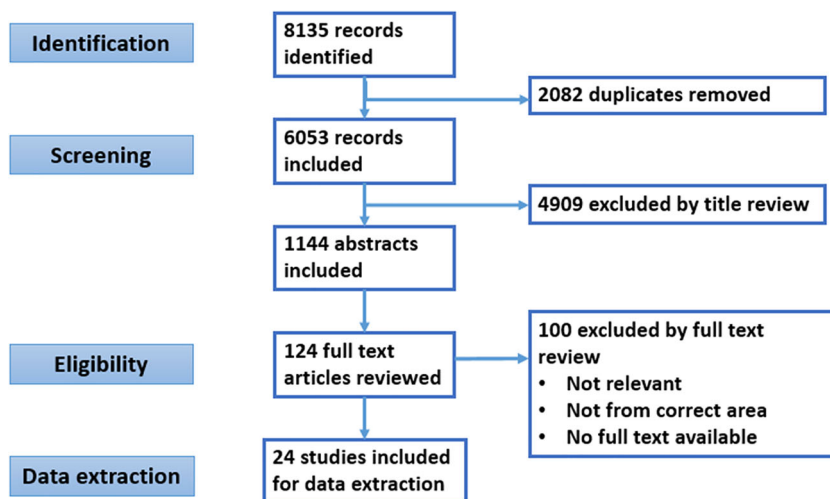 Identification
8135 records
identified
2082 duplicates removed
Screening
6053 records
included
4909 excluded by title review
1144 abstracts
included
Eligibility
124 full text
articles reviewed
100 excluded by full text
review
• Not relevant
• Not from correct area
• No full text available
Data extraction
24 studies included
for data extraction